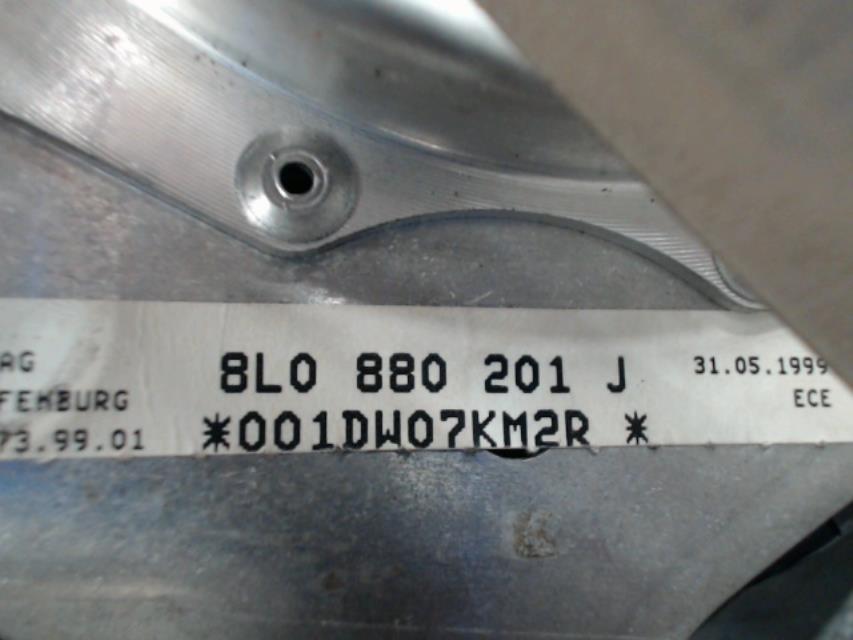 AG
8L0 880 201 J
31.05.1999
FENBURG
ECE
*001DW07KM2R *
73.99.01